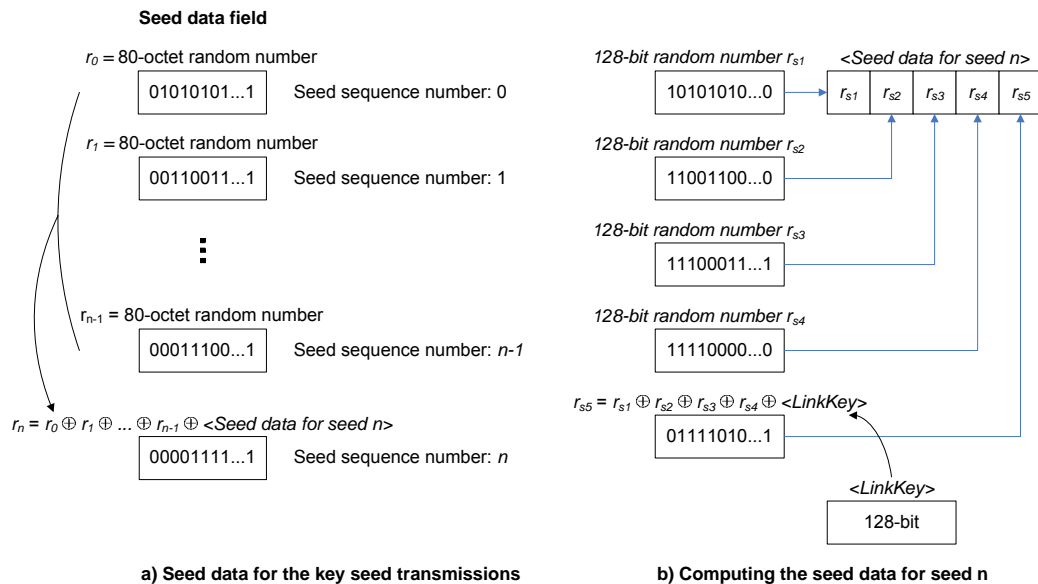 Seed data field
r0 = 80-octet random number
01010101...1 Seed sequence number: 0
r1 = 80-octet random number
00110011...1 Seed sequence number: 1
rn-1 = 80-octet random number
00011100...1 Seed sequence number: n-1
rn = r0 ⊕ r1 ⊕ ... ⊕ rn-1 ⊕ <Seed data for seed n>
00001111...1 Seed sequence number: n
a) Seed data for the key seed transmissions
128-bit random number rs1
10101010...0
<Seed data for seed n>
rs1 rs2 rs3 rs4 rs5
128-bit random number rs2
11001100...0
128-bit random number rs3
11100011...1
128-bit random number rs4
11110000...0
rs5 = rs1 ⊕ rs2 ⊕ rs3 ⊕ rs4 ⊕ <LinkKey>
01111010...1
<LinkKey>
128-bit
b) Computing the seed data for seed n